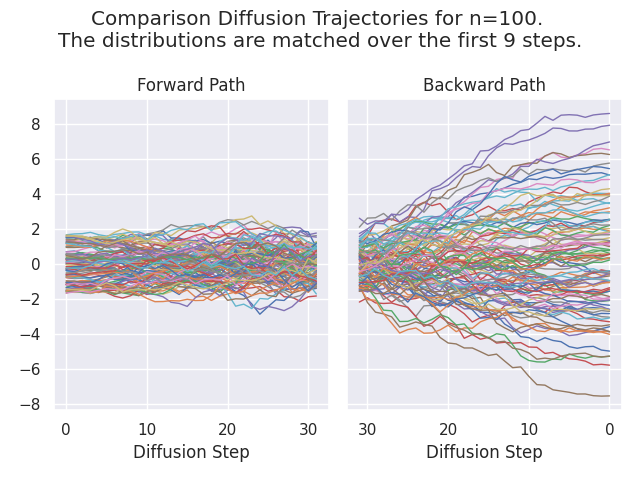 Comparison Diffusion Trajectories for n=100.
The distributions are matched over the first 9 steps.
Forward Path
Backward Path
8
6
4
2
0
−2
−4
−6
−8
0 10 20 30
30 20 10 0
Diffusion Step
Diffusion Step